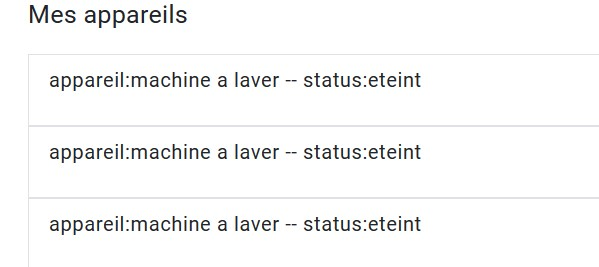 Mes appareils
appareil:machine a laver -- status:eteint
appareil:machine a laver -- status:eteint
appareil:machine a laver -- status:eteint